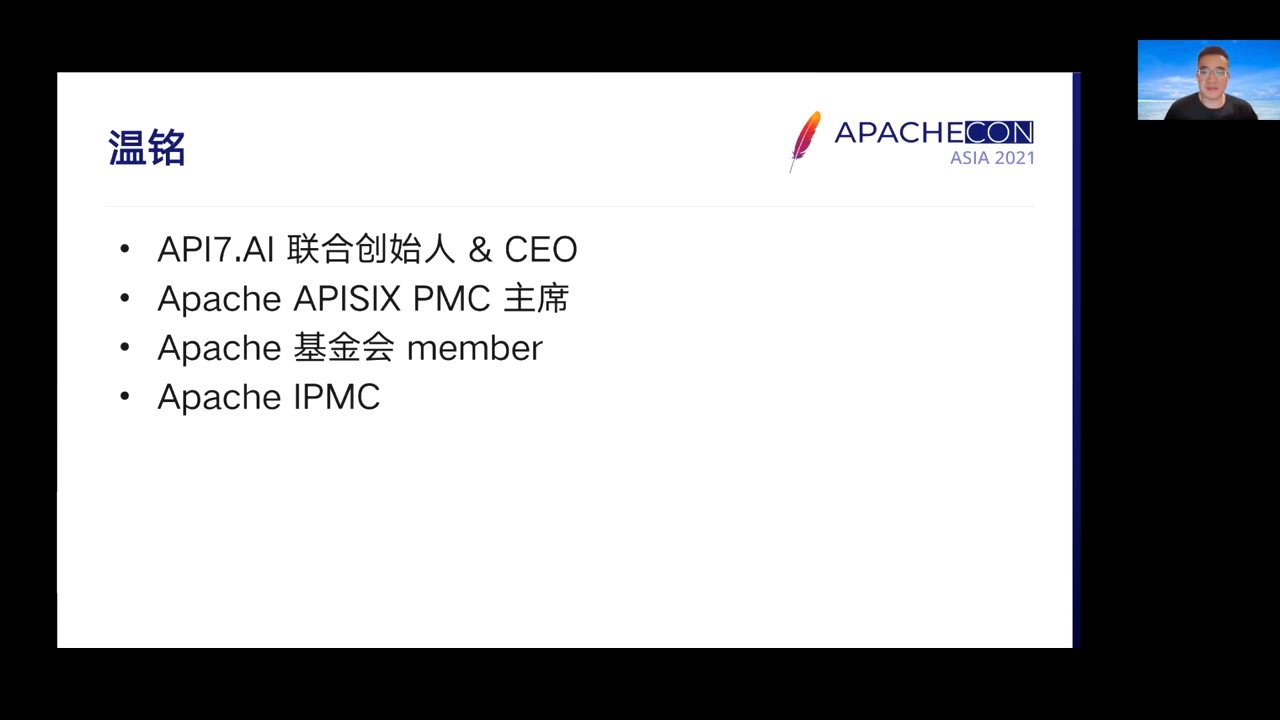 温铭
APACHECON
ASIA 2021
• API7.AI 联合创始人 & CEO
• Apache APISIX PMC 主席
• Apache 基金会 member
• Apache IPMC